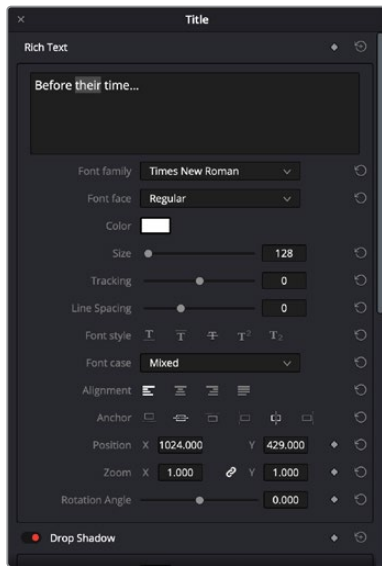 × Title
Rich Text
Before their time...
Font family Times New Roman
Font face Regular
Color
Size 128
Tracking 0
Line Spacing 0
Font style T T T T² T₂
Font case Mixed
Alignment
Anchor
Position X 1024.000 Y 429.000
Zoom X 1.000 Y 1.000
Rotation Angle 0.000
Drop Shadow